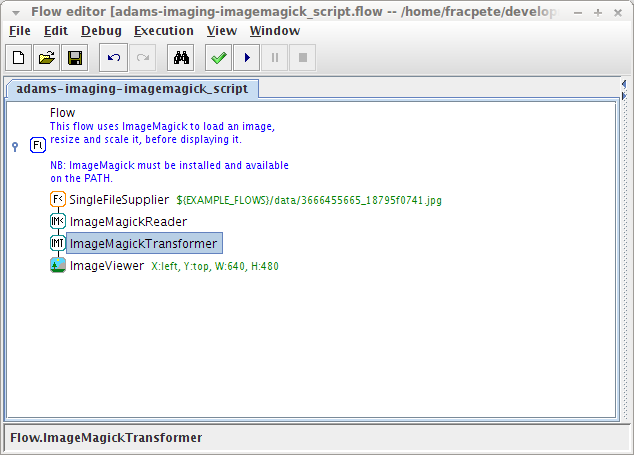 Flow editor [adams-imaging-imagemagick_script.flow -- /home/fracpete/develop
File Edit Debug Execution View Window
adams-imaging-imagemagick_script
Flow
This flow uses ImageMagick to load an image,
resize and scale it, before displaying it.
NB: ImageMagick must be installed and available
on the PATH.
F< SingleFileSupplier ${EXAMPLE_FLOWS}/data/3666455665_18795f0741.jpg
IM< ImageMagickReader
IMT ImageMagickTransformer
ImageViewer X:left, Y:top, W:640, H:480
Flow.ImageMagickTransformer